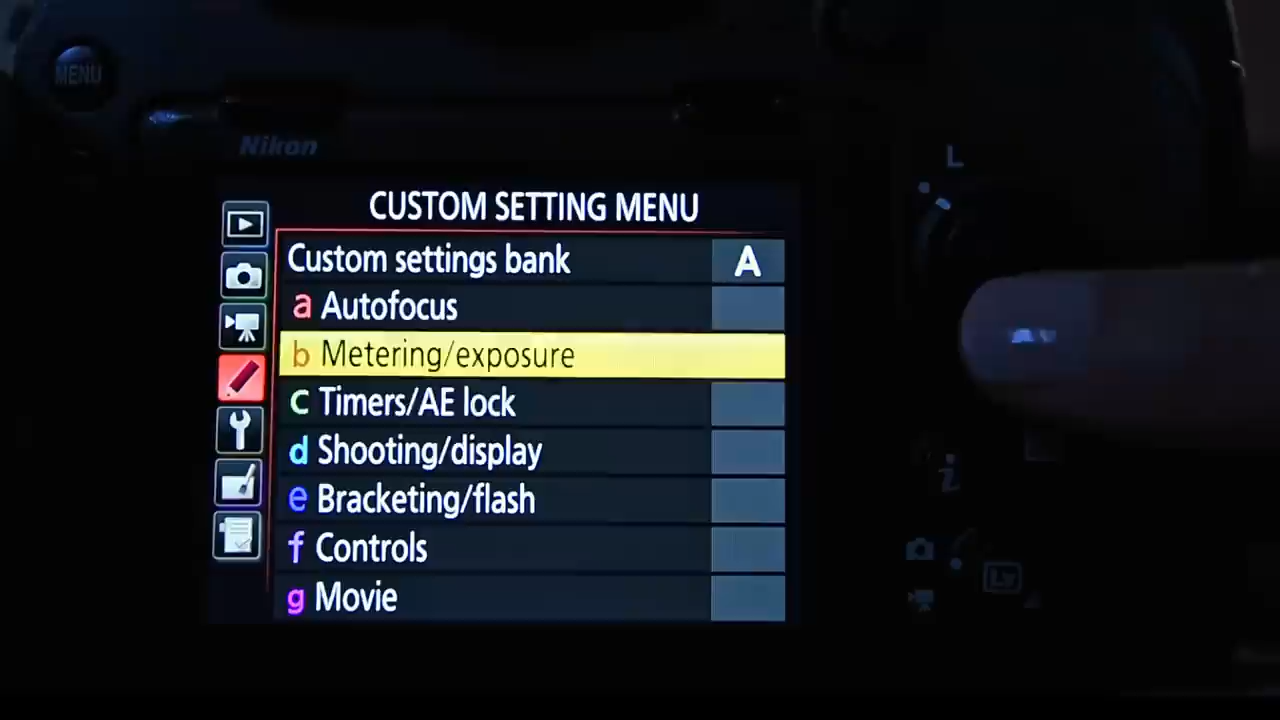 MENU
Nikon
L
CUSTOM SETTING MENU
Custom settings bank A
a Autofocus
b Metering/exposure
c Timers/AE lock
d Shooting/display
e Bracketing/flash
f Controls
g Movie
i
Lv